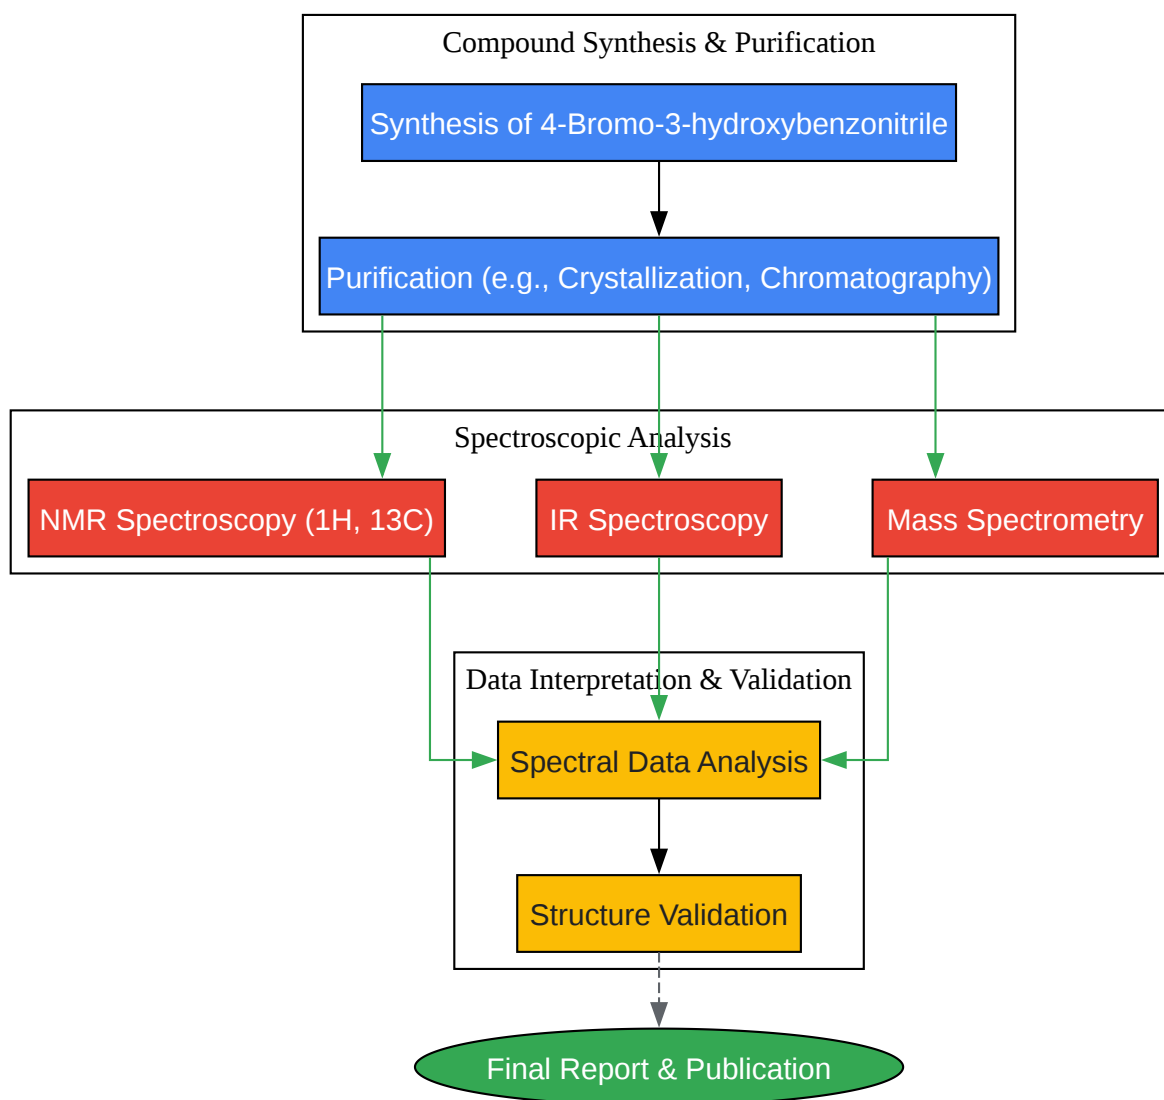 Compound Synthesis & Purification
Synthesis of 4-Bromo-3-hydroxybenzonitrile
Purification (e.g., Crystallization, Chromatography)
Spectroscopic Analysis
NMR Spectroscopy (1H, 13C)
IR Spectroscopy
Mass Spectrometry
Data Interpretation & Validation
Spectral Data Analysis
Structure Validation
Final Report & Publication